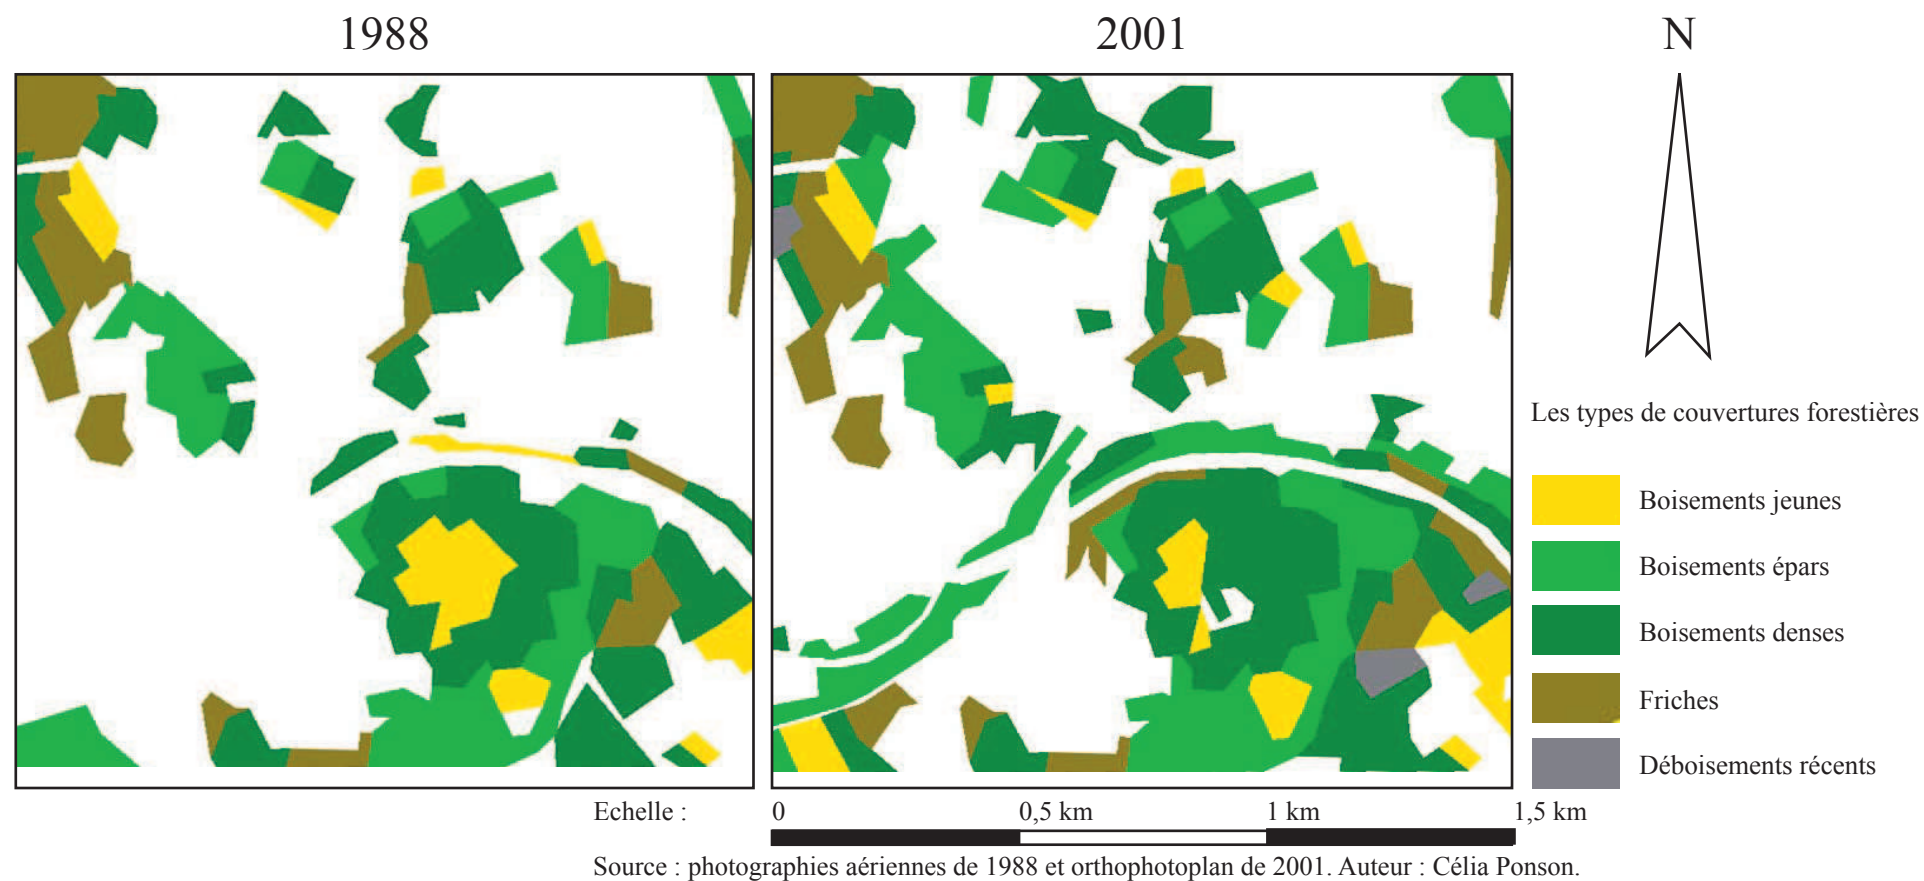 1988
2001
N
Les types de couvertures forestières
Boisements jeunes
Boisements épars
Boisements denses
Friches
Déboisements récents
Echelle :
0
0,5 km
1 km
1,5 km
Source : photographies aériennes de 1988 et orthophotoplan de 2001. Auteur : Célia Ponson.